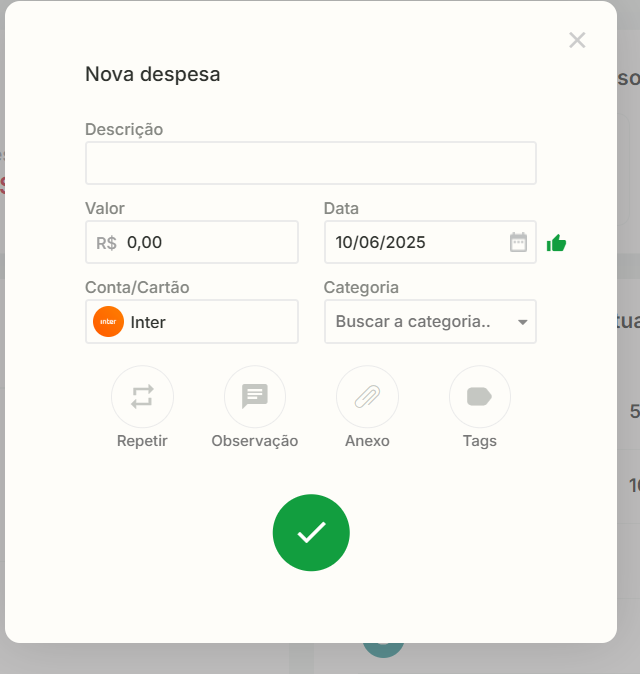 Nova despesa
Descrição
Valor
Data
R$ 0,00
10/06/2025
Conta/Cartão
Categoria
inter Inter
Buscar a categoria..
Repetir
Observação
Anexo
Tags